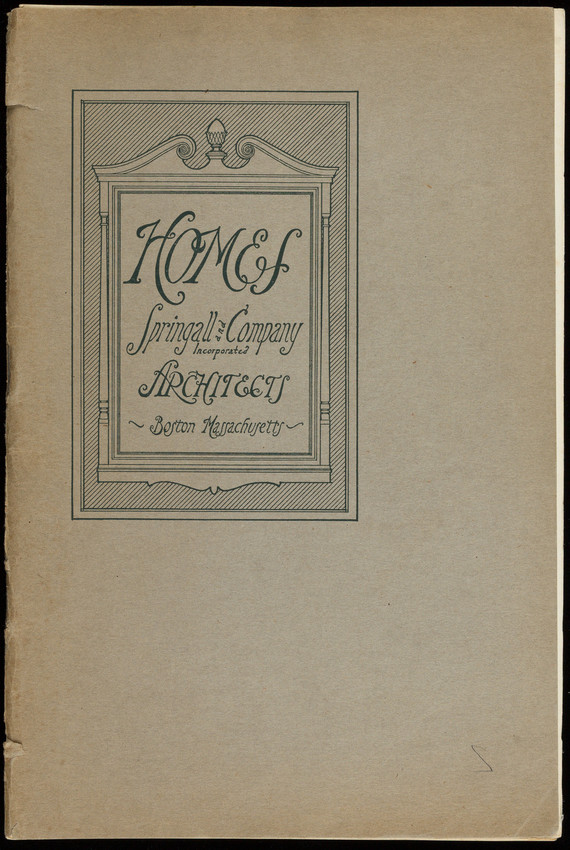 HOMES
Springall and Company
Incorporated
ARCHITECTS
~ Boston Massachusetts ~